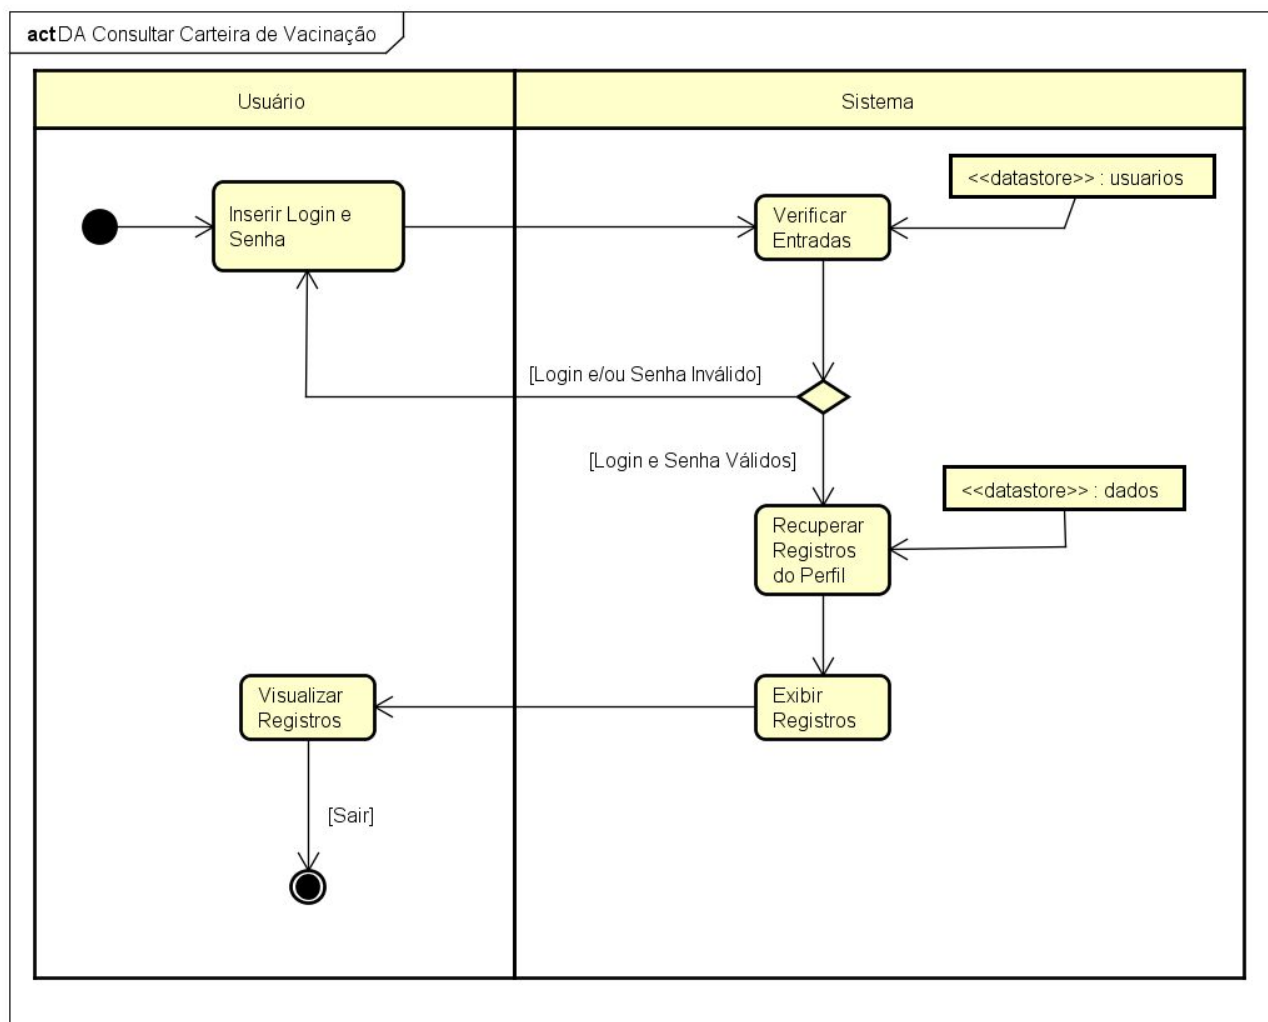 act DA Consultar Carteira de Vacinação
Usuário
Sistema
<<datastore>> : usuarios
Inserir Login e
Senha
Verificar
Entradas
[Login e/ou Senha Inválido]
[Login e Senha Válidos]
<<datastore>> : dados
Recuperar
Registros
do Perfil
Visualizar
Registros
Exibir
Registros
[Sair]